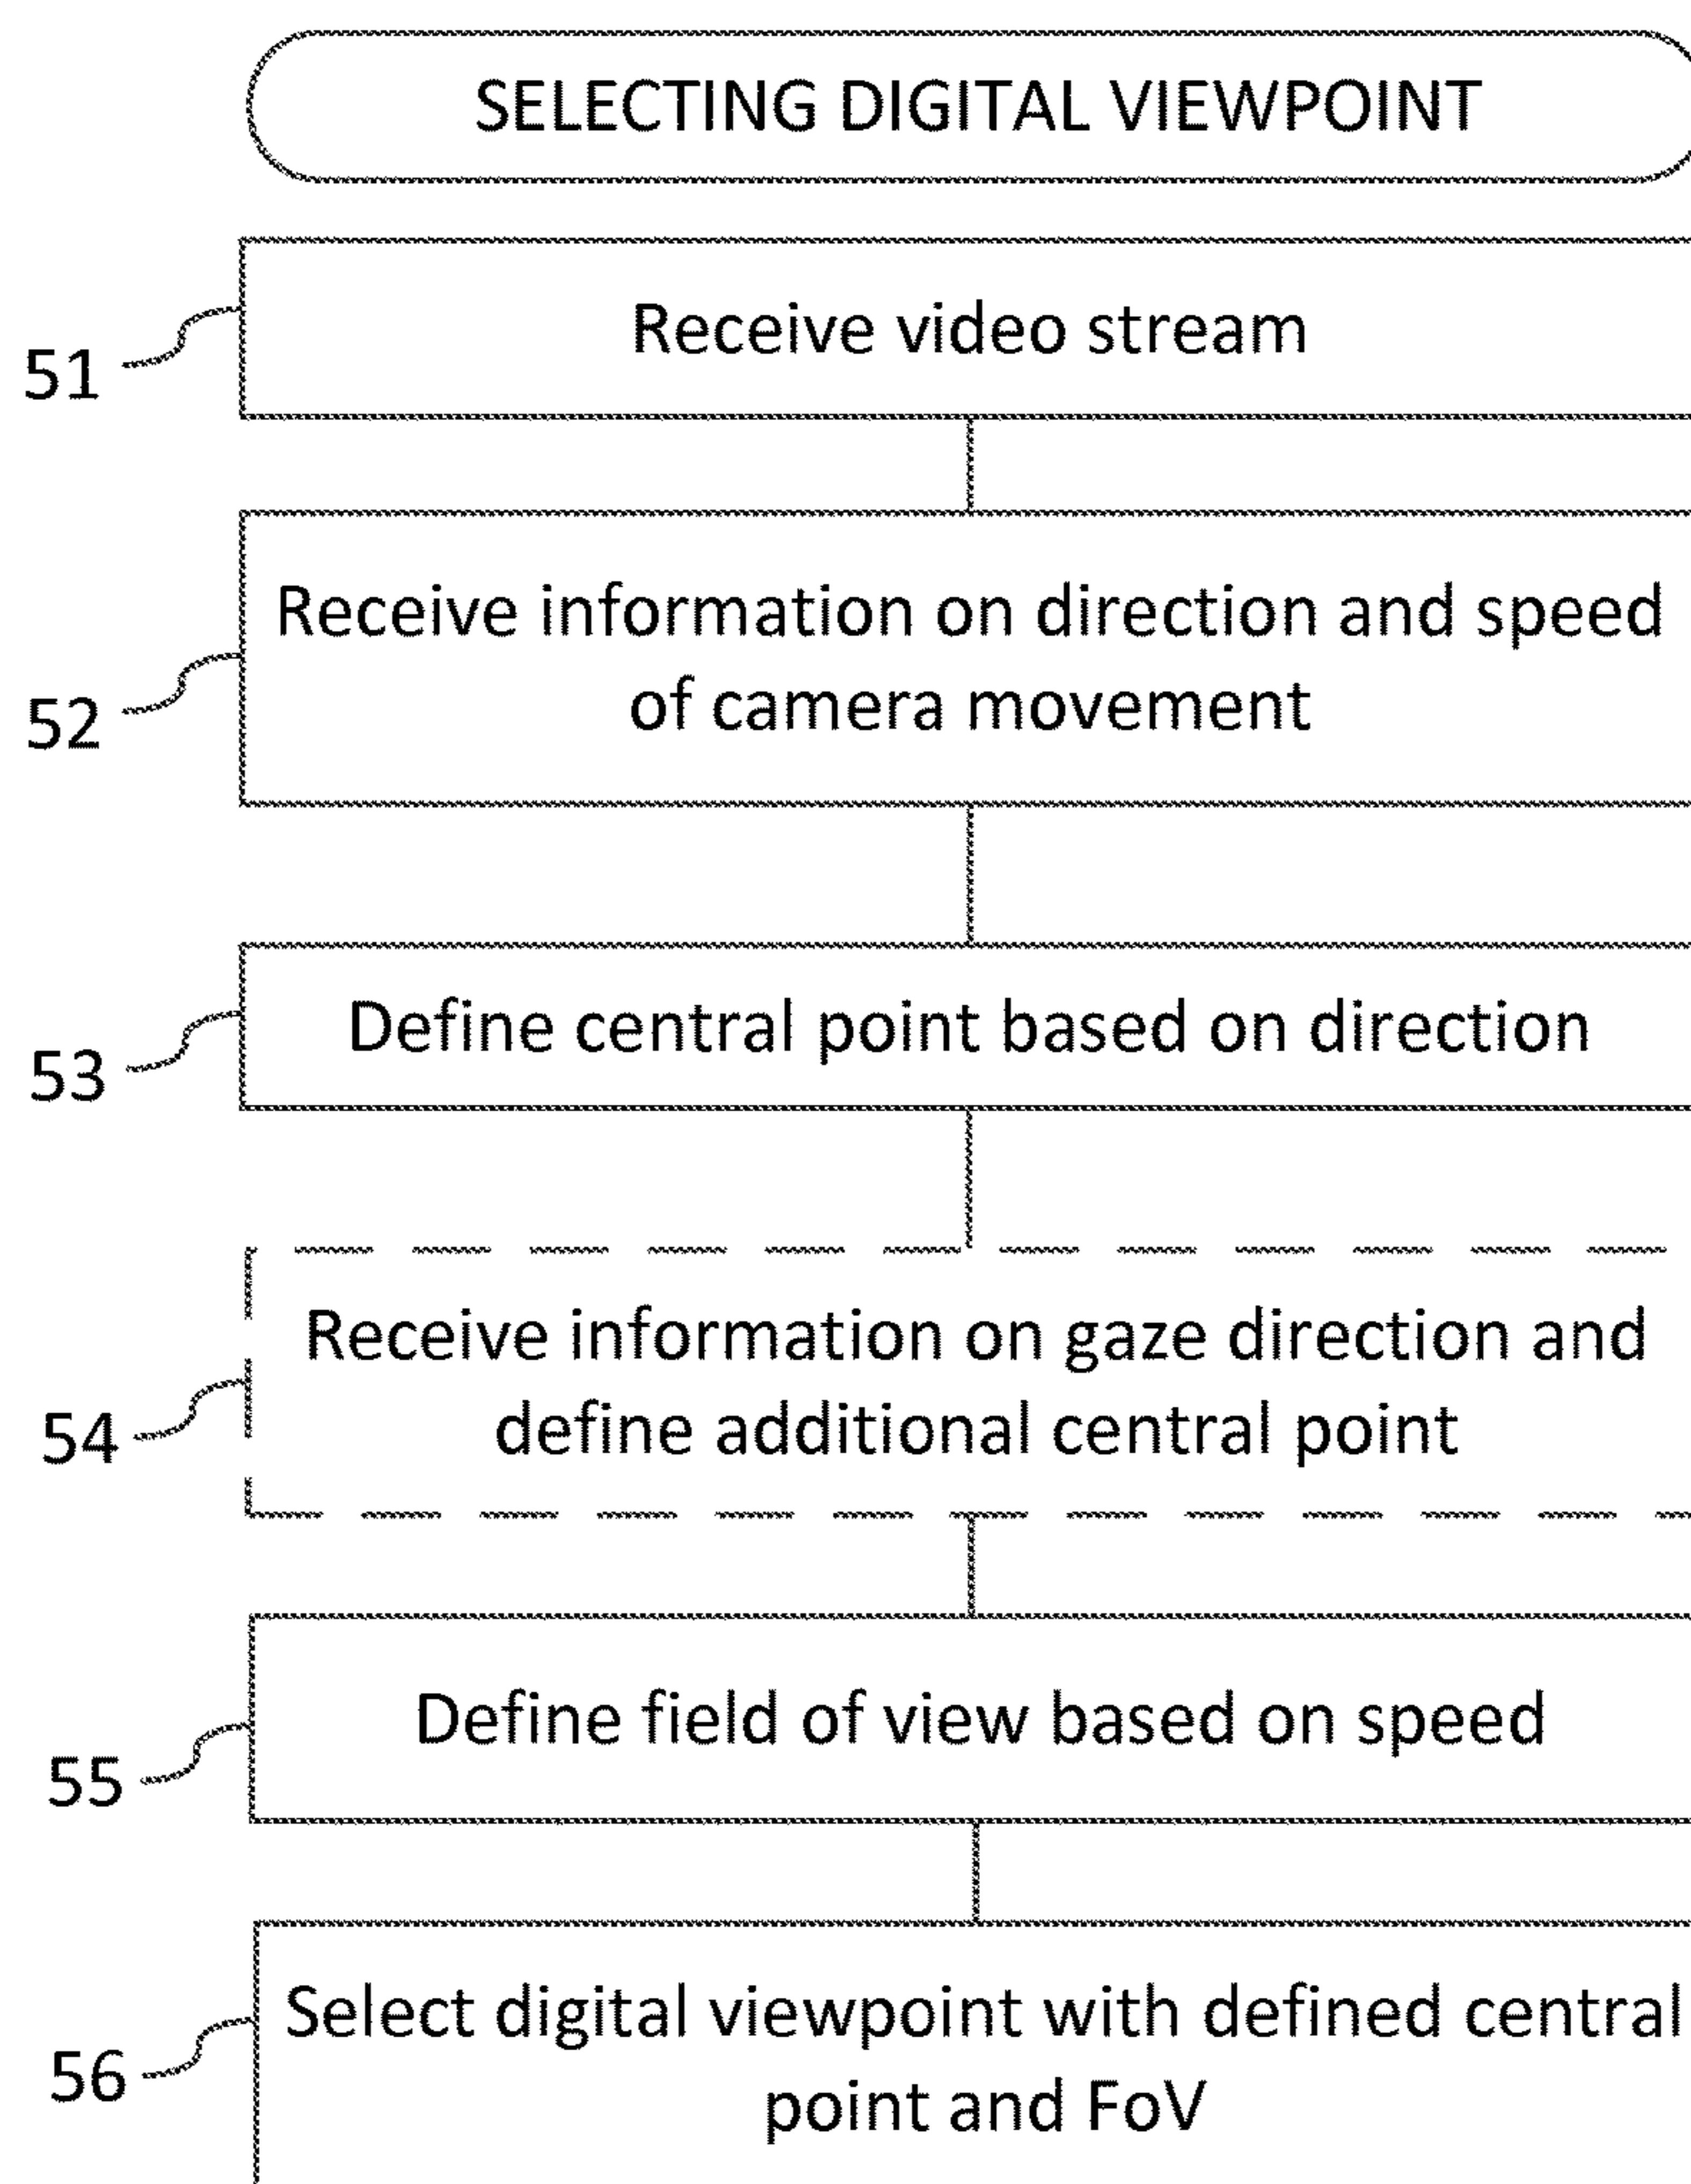 SELECTING DIGITAL VIEWPOINT
Receive video stream
51
Receive information on direction and speed
of camera movement
52
Define central point based on direction
53
Receive information on gaze direction and
define additional central point
54
Define field of view based on speed
55
Select digital viewpoint with defined central
point and FoV
56